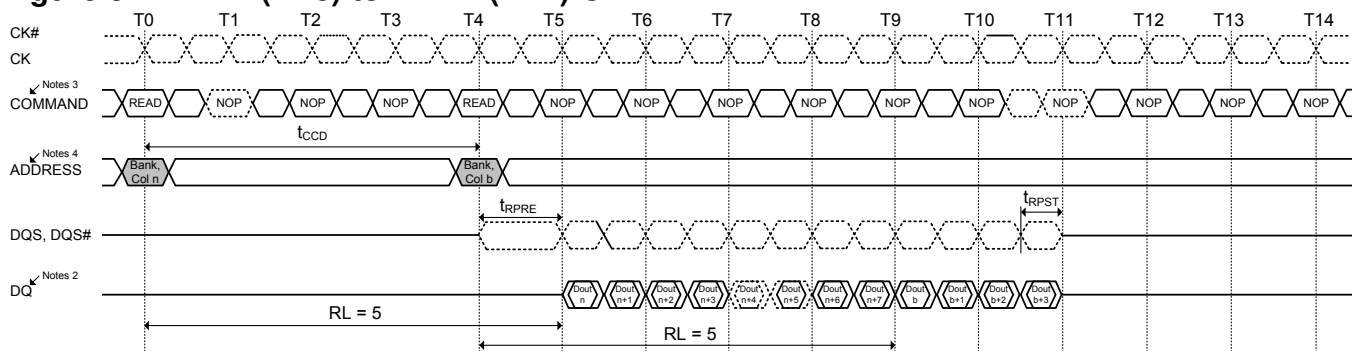 T0 T1 T2 T3 T4 T5 T6 T7 T8 T9 T10 T11 T12 T13 T14
CK#
CK
Notes 3
COMMAND READ NOP NOP NOP READ NOP NOP NOP NOP NOP NOP NOP NOP NOP NOP
tCCD
Notes 4
ADDRESS
Bank, Col n
Bank, Col b
tRPRE
tRPST
DQS, DQS#
Notes 2
DQ
Dout n
Dout n+1
Dout n+2
Dout n+3
Dout n+4
Dout n+5
Dout n+6
Dout n+7
Dout b
Dout b+1
Dout b+2
Dout b+3
RL = 5
RL = 5